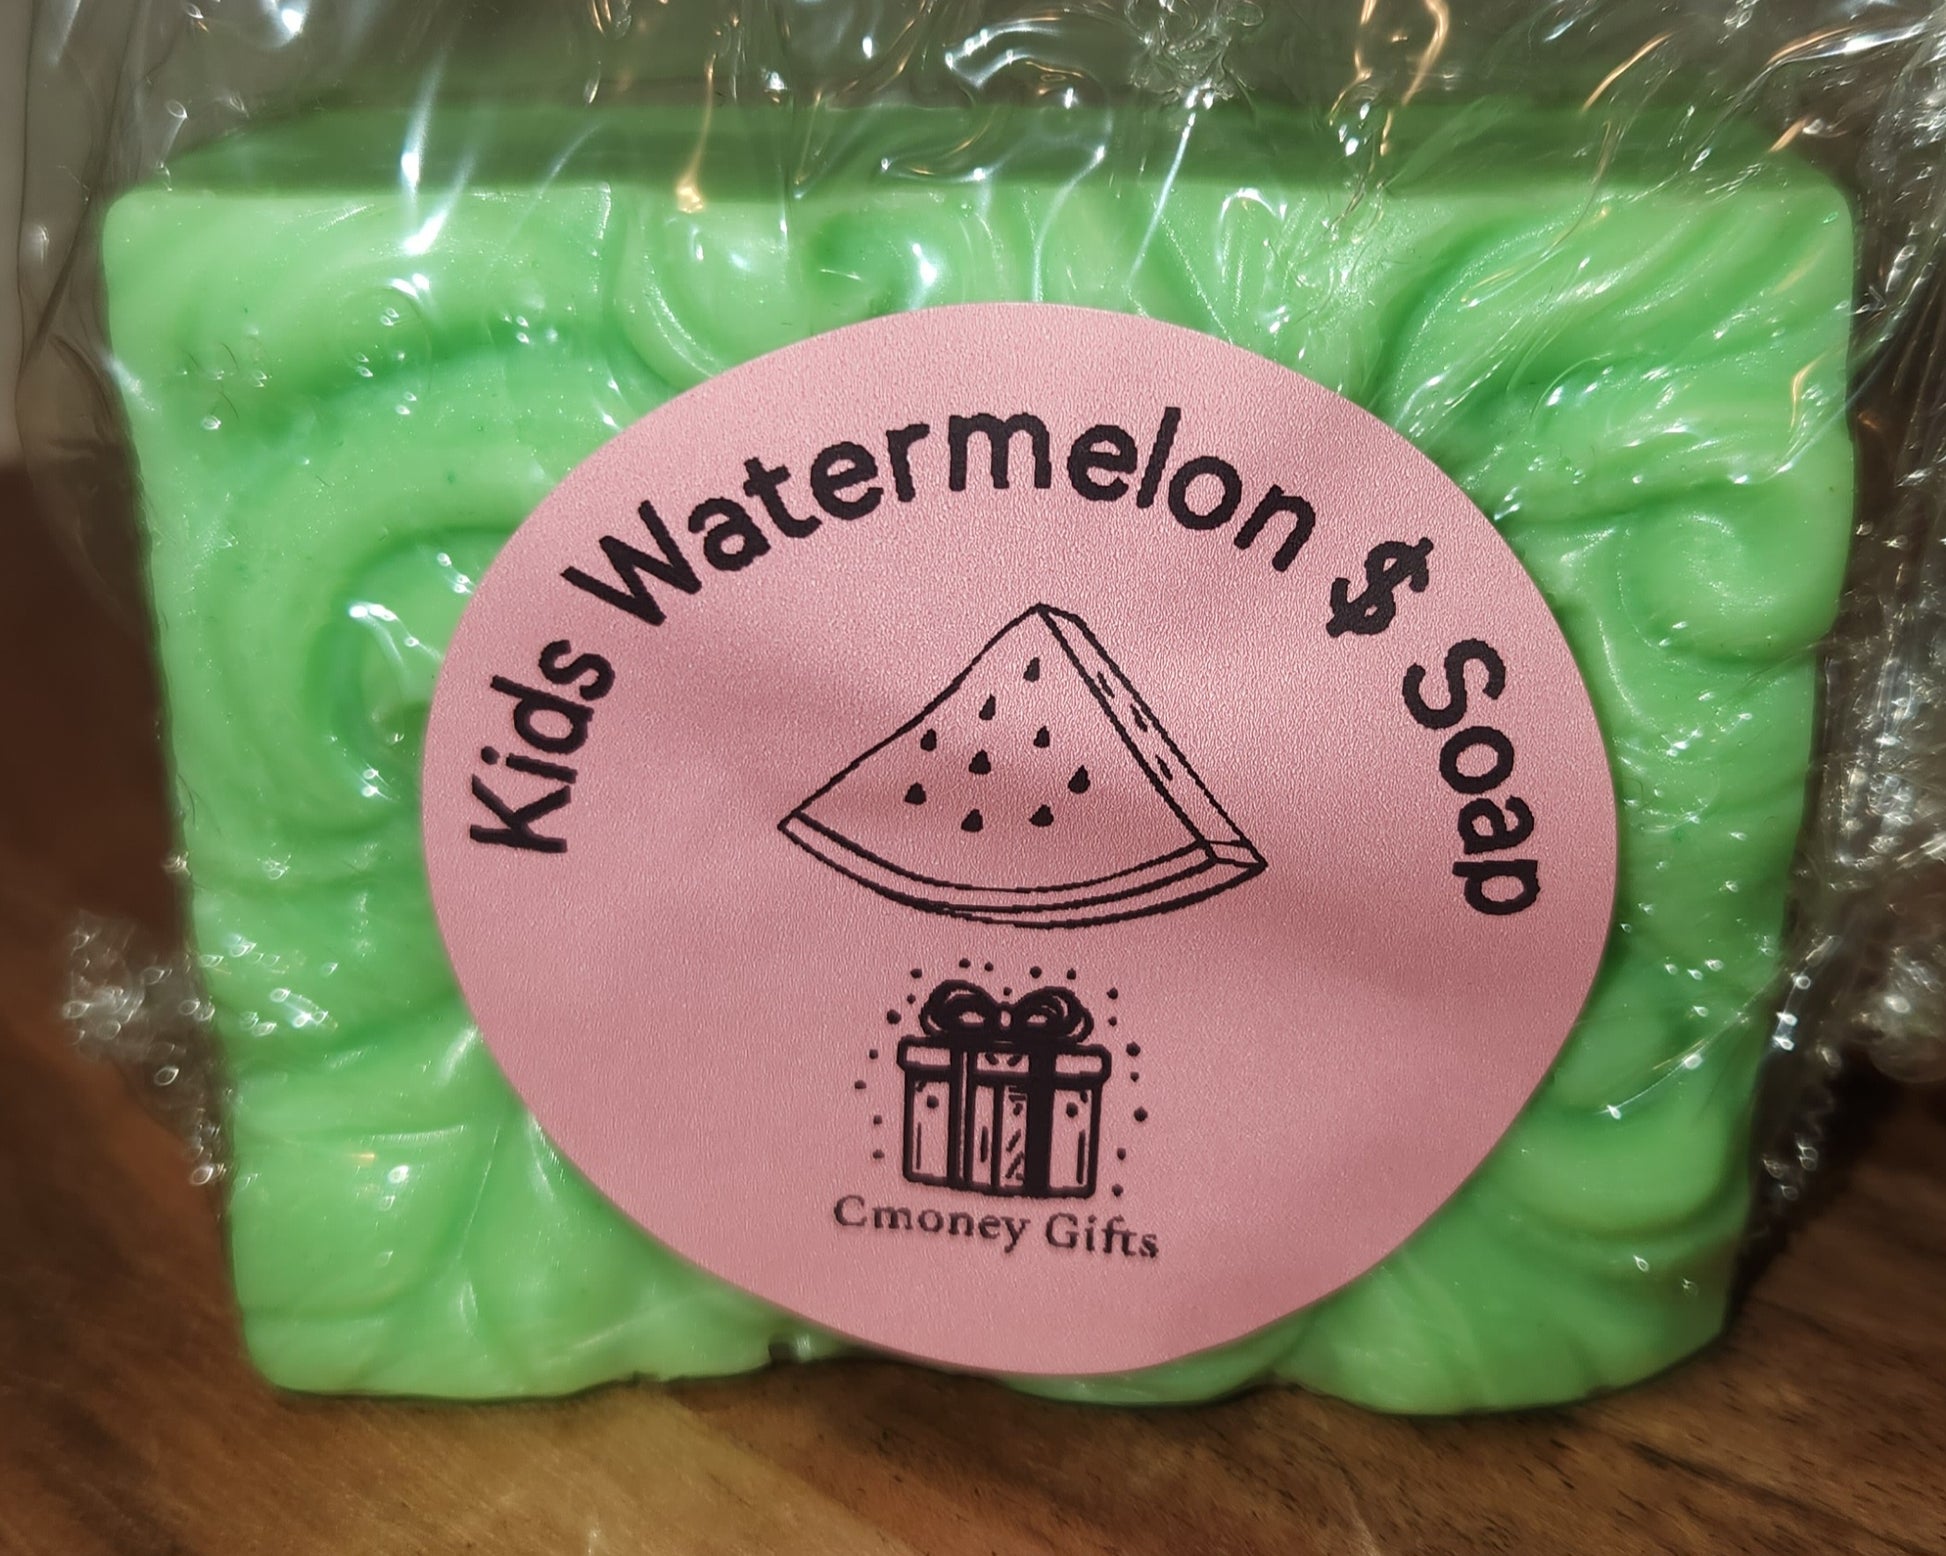 Kids Watermelon $ Soap
Cmoney Gifts